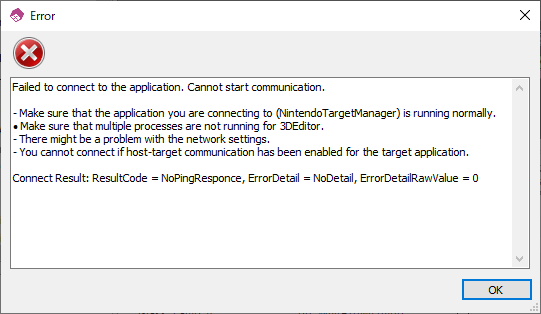 Error
Failed to connect to the application. Cannot start communication.
- Make sure that the application you are connecting to (NintendoTargetManager) is running normally.
• Make sure that multiple processes are not running for 3DEditor.
- There might be a problem with the network settings.
- You cannot connect if host-target communication has been enabled for the target application.
Connect Result: ResultCode = NoPingResponce, ErrorDetail = NoDetail, ErrorDetailRawValue = 0
OK